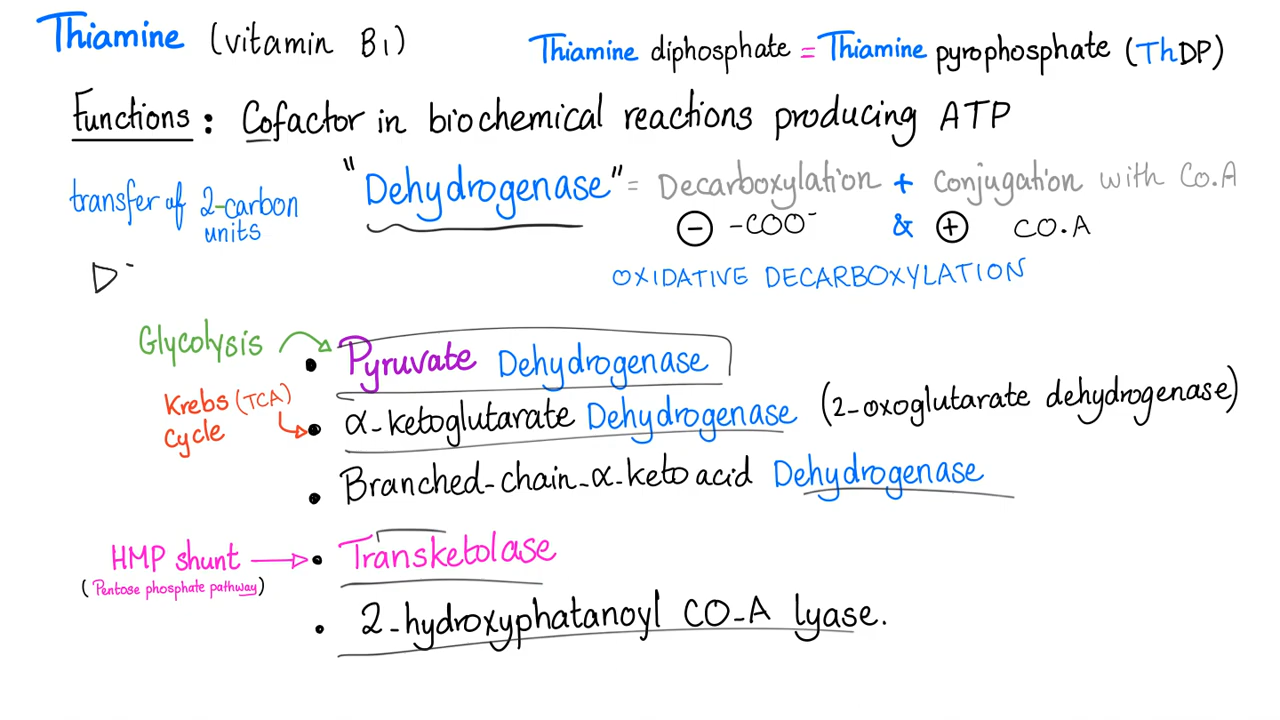 Thiamine (vitamin B1)
Thiamine diphosphate = Thiamine pyrophosphate (ThDP)
Functions: Cofactor in biochemical reactions producing ATP
transfer of 2-carbon units
"Dehydrogenase" = Decarboxylation + Conjugation with Co.A
- -COO⁻ & + CO.A
OXIDATIVE DECARBOXYLATION
D
Glycolysis
• Pyruvate Dehydrogenase
Krebs (TCA)
Cycle
• α-ketoglutarate Dehydrogenase (2-oxoglutarate dehydrogenase)
• Branched-chain-α-keto acid Dehydrogenase
HMP shunt
(Pentose phosphate pathway)
• Transketolase
• 2-hydroxyphatanoyl CO-A lyase.